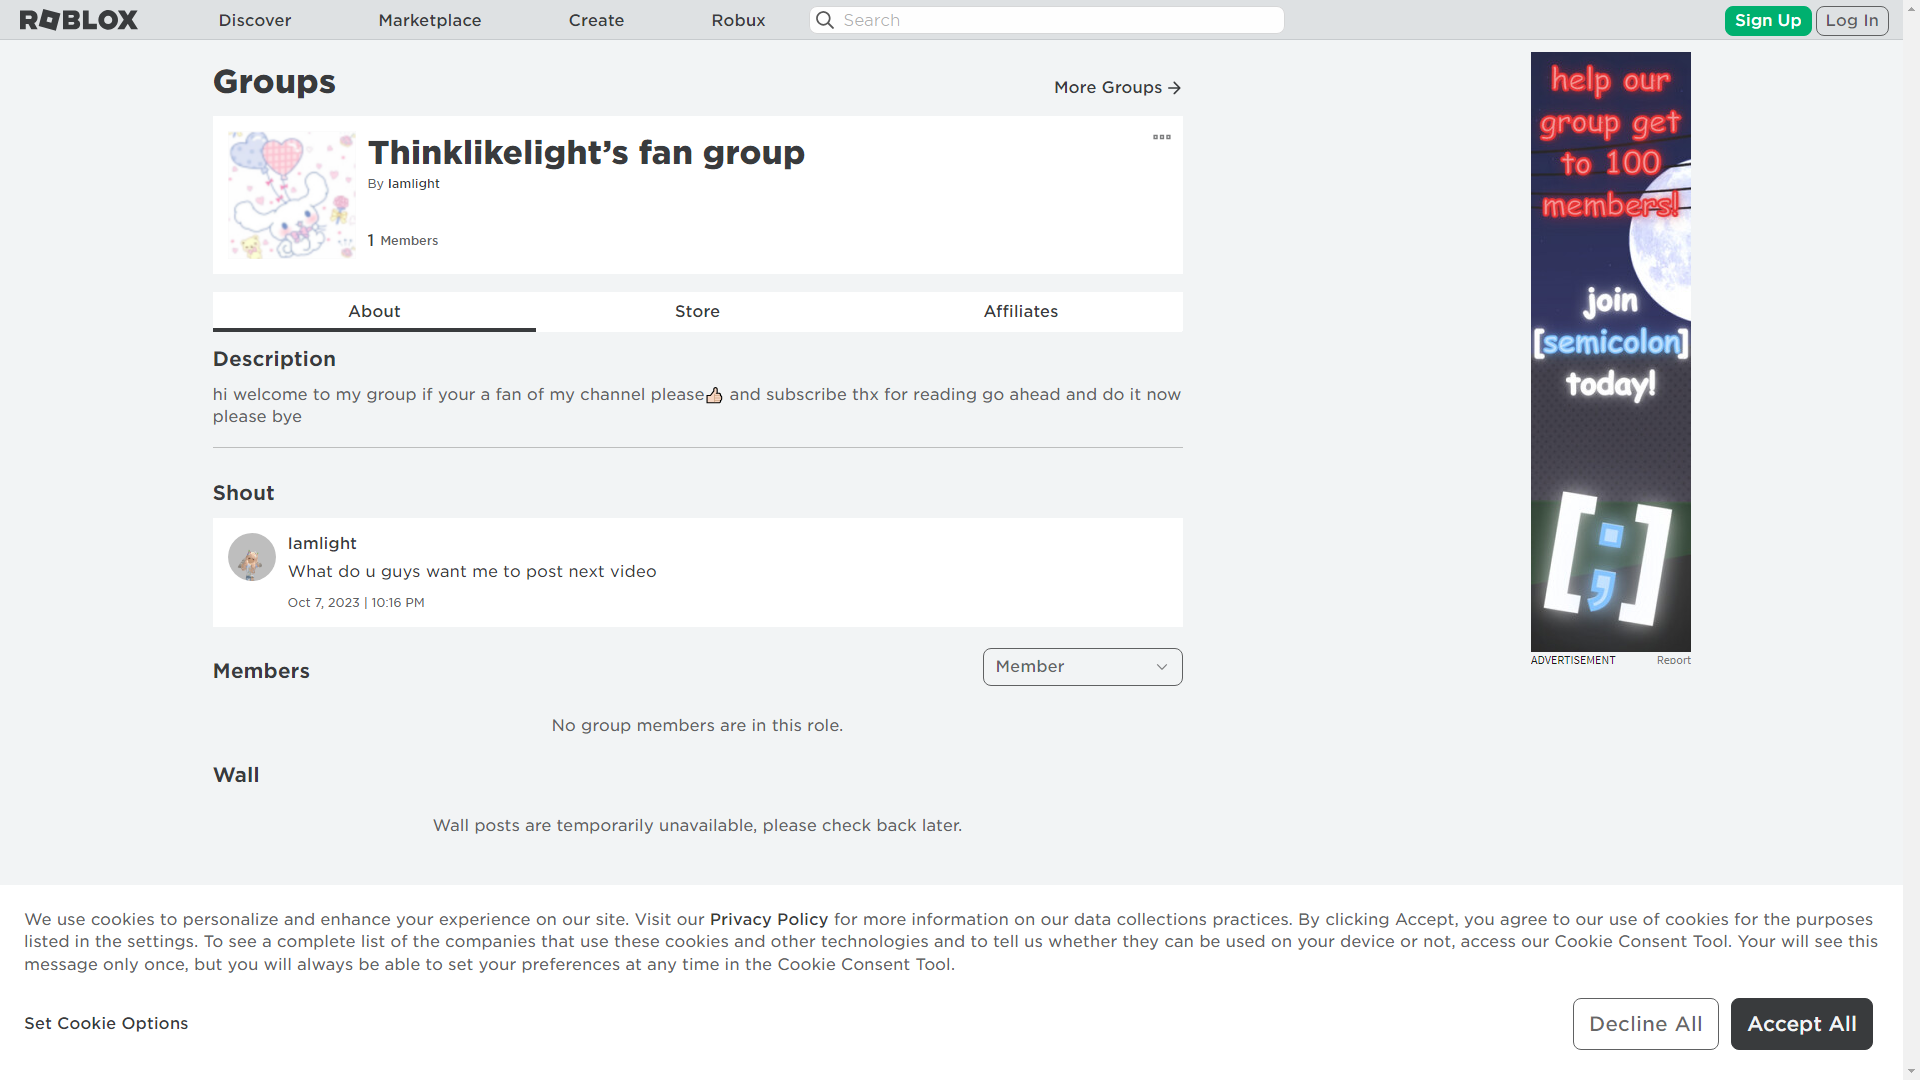 ROBLOX
Discover
Marketplace
Create
Robux
Search
Sign Up
Log In
Groups
More Groups
Thinklikelight’s fan group
By Iamlight
1 Members
About
Store
Affiliates
Description
hi welcome to my group if your a fan of my channel please👍🏻 and subscribe thx for reading go ahead and do it now
please bye
Shout
Iamlight
What do u guys want me to post next video
Oct 7, 2023 | 10:16 PM
Members
Member
No group members are in this role.
Wall
Wall posts are temporarily unavailable, please check back later.
help our
group get
to 100
members!
join
[semicolon]
today!
[;]
ADVERTISEMENT
Report
We use cookies to personalize and enhance your experience on our site. Visit our Privacy Policy for more information on our data collections practices. By clicking Accept, you agree to our use of cookies for the purposes
listed in the settings. To see a complete list of the companies that use these cookies and other technologies and to tell us whether they can be used on your device or not, access our Cookie Consent Tool. Your will see this
message only once, but you will always be able to set your preferences at any time in the Cookie Consent Tool.
Set Cookie Options
Decline All
Accept All